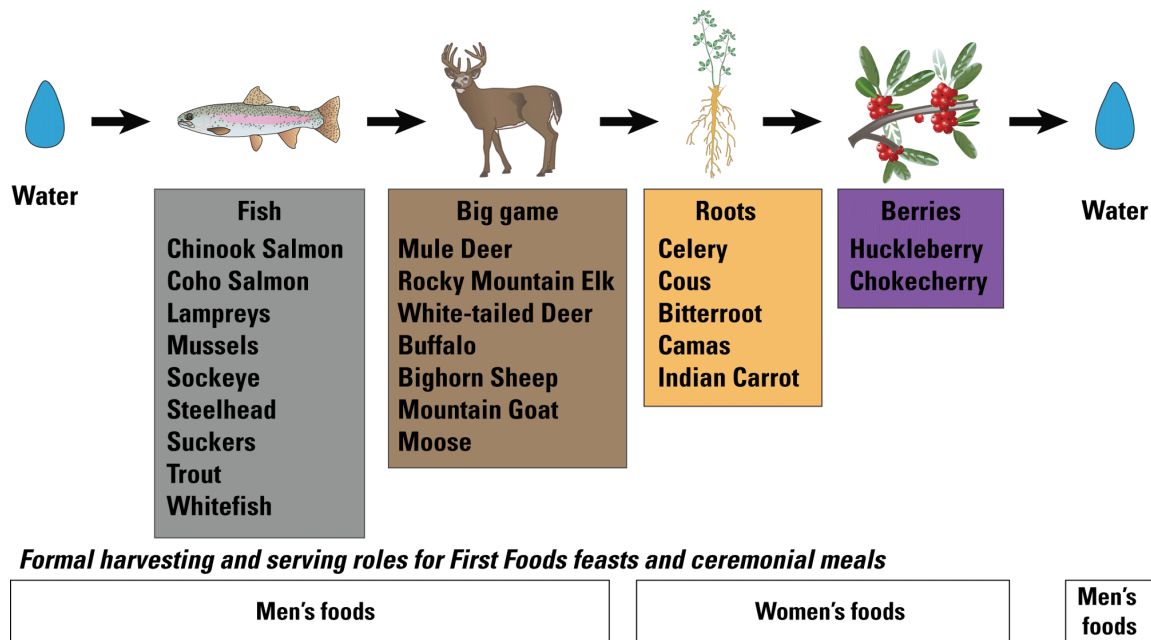 Water
Fish
Chinook Salmon
Coho Salmon
Lampreys
Mussels
Sockeye
Steelhead
Suckers
Trout
Whitefish
Big game
Mule Deer
Rocky Mountain Elk
White-tailed Deer
Buffalo
Bighorn Sheep
Mountain Goat
Moose
Roots
Celery
Cous
Bitterroot
Camas
Indian Carrot
Berries
Huckleberry
Chokecherry
Water
Formal harvesting and serving roles for First Foods feasts and ceremonial meals
Men’s foods
Women’s foods
Men’s
foods